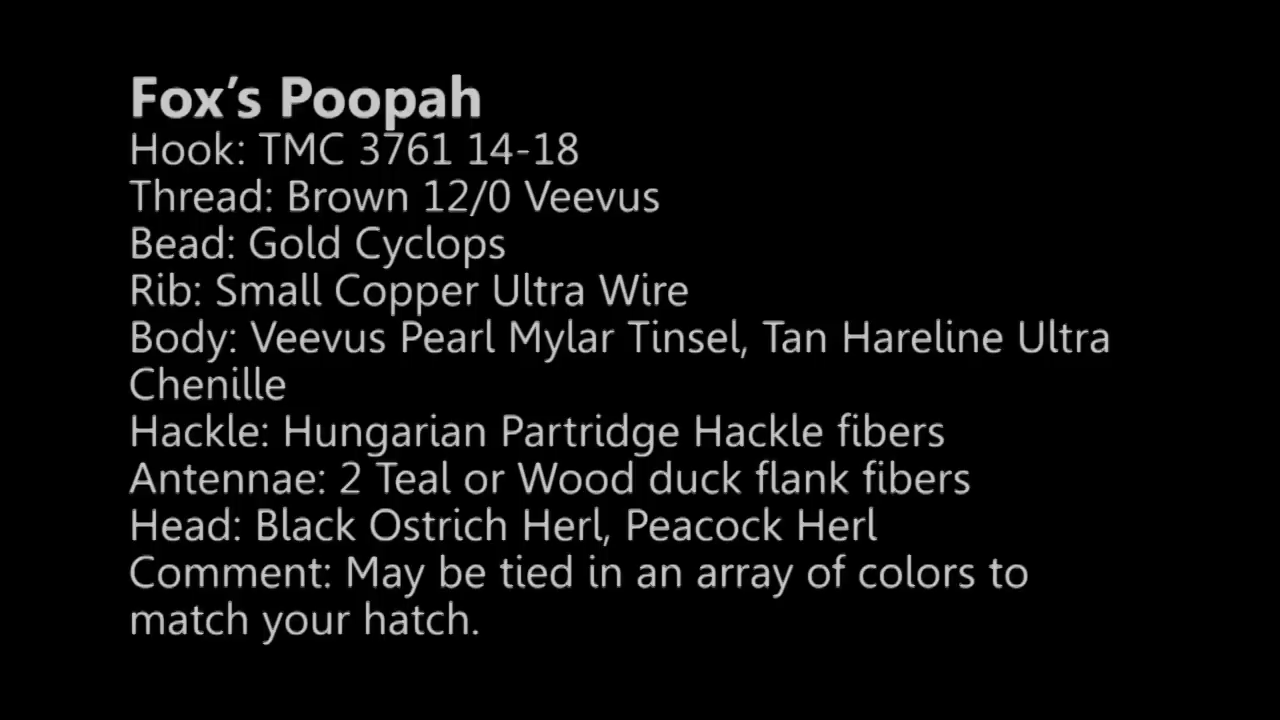 Fox's Poopah
Hook: TMC 3761 14-18
Thread: Brown 12/0 Veevus
Bead: Gold Cyclops
Rib: Small Copper Ultra Wire
Body: Veevus Pearl Mylar Tinsel, Tan Hareline Ultra
Chenille
Hackle: Hungarian Partridge Hackle fibers
Antennae: 2 Teal or Wood duck flank fibers
Head: Black Ostrich Herl, Peacock Herl
Comment: May be tied in an array of colors to
match your hatch.